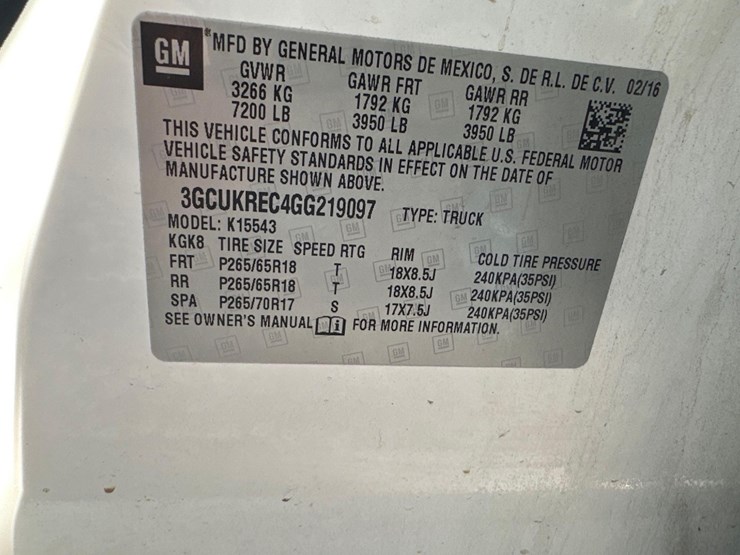 GM
*MFD BY GENERAL MOTORS DE MEXICO, S. DE R.L. DE C.V. 02/16
GVWR GAWR FRT GAWR RR
3266 KG 1792 KG 1792 KG
7200 LB 3950 LB 3950 LB
THIS VEHICLE CONFORMS TO ALL APPLICABLE U.S. FEDERAL MOTOR
VEHICLE SAFETY STANDARDS IN EFFECT ON THE DATE OF
MANUFACTURE SHOWN ABOVE.
3GCUKREC4GG219097 TYPE: TRUCK
MODEL: K15543
KGK8 TIRE SIZE SPEED RTG RIM COLD TIRE PRESSURE
FRT P265/65R18 T 18X8.5J 240KPA(35PSI)
RR P265/65R18 T 18X8.5J 240KPA(35PSI)
SPA P265/70R17 S 17X7.5J 240KPA(35PSI)
SEE OWNER'S MANUAL i FOR MORE INFORMATION.